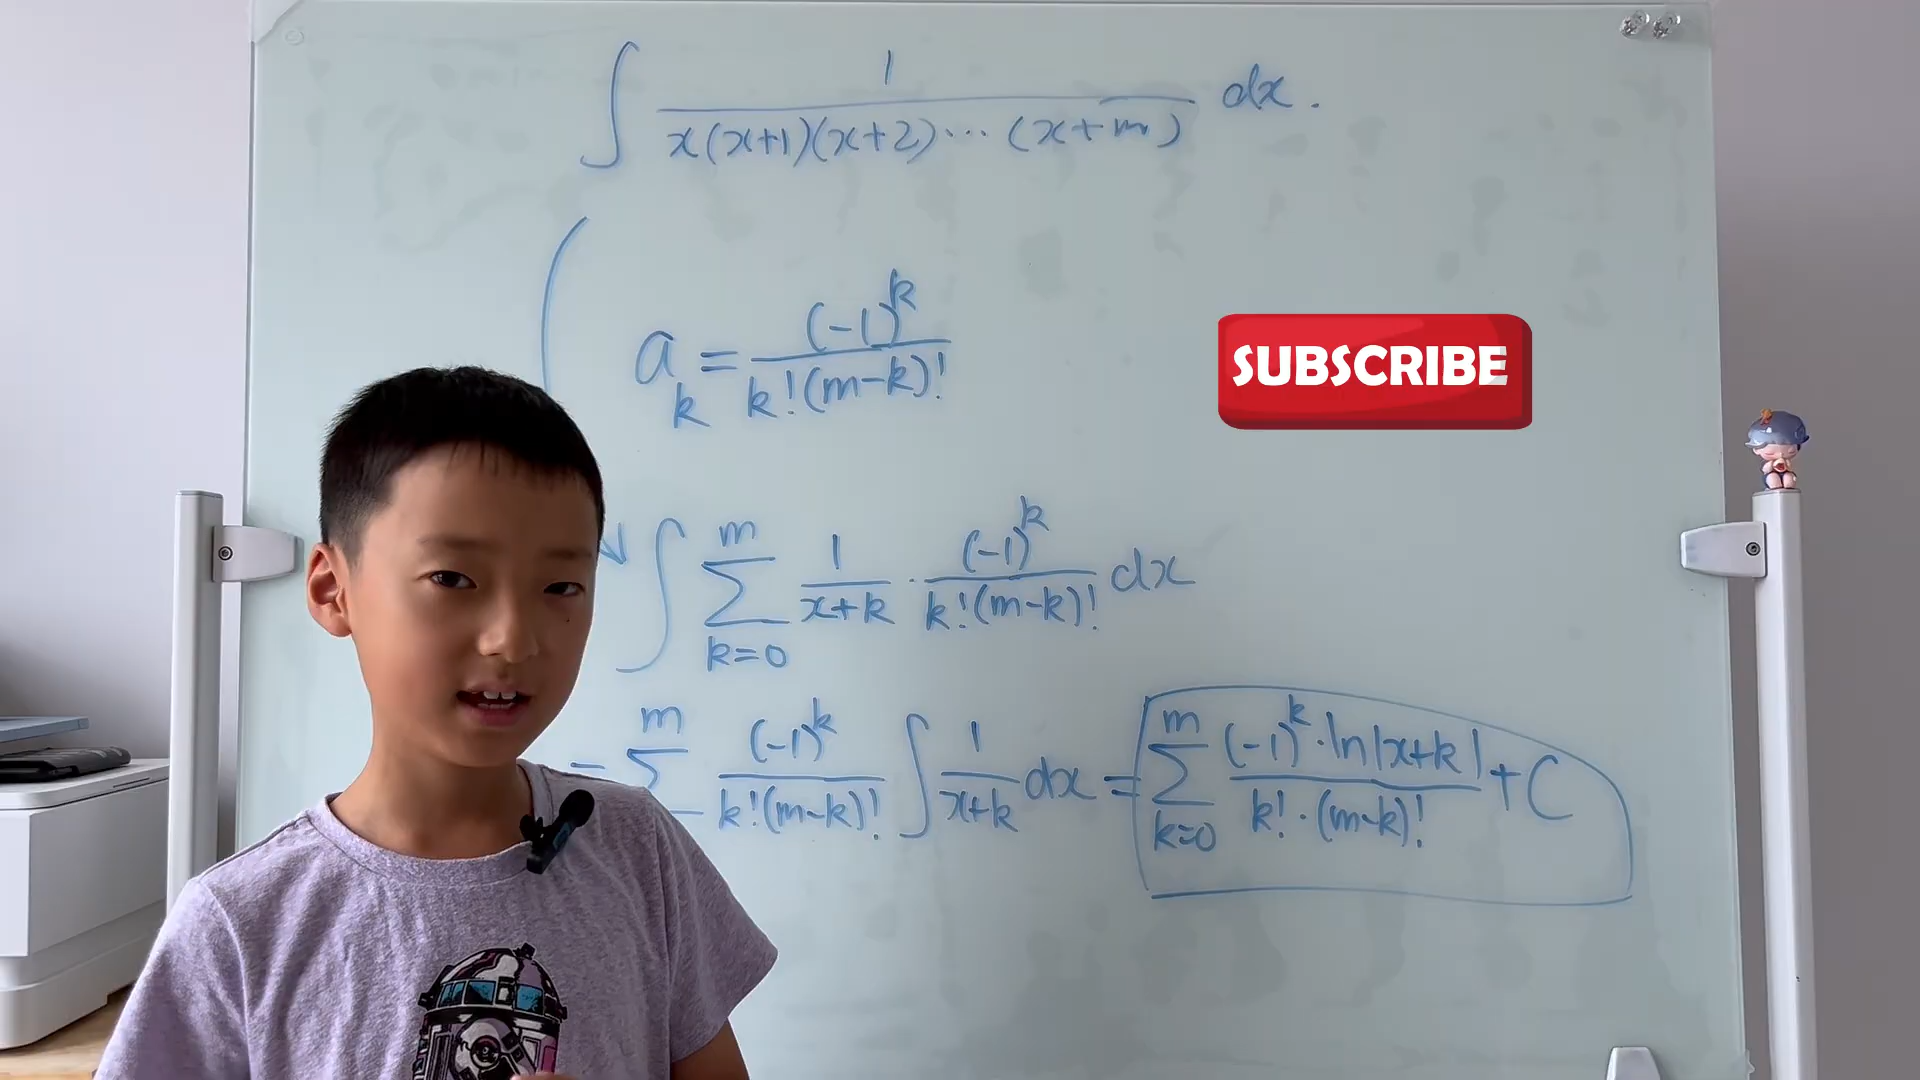 ∫ 1/(x(x+1)(x+2)⋯(x+m)) dx.
a_k = (-1)^k/(k!(m-k)!)
SUBSCRIBE
∫ ∑_{k=0}^{m} 1/(x+k) · (-1)^k/(k!(m-k)!) dx
= ∑^{m} (-1)^k/(k!(m-k)!) ∫ 1/(x+k) dx = ∑_{k=0}^{m} (-1)^k · ln|x+k|/(k! · (m-k)!) + C